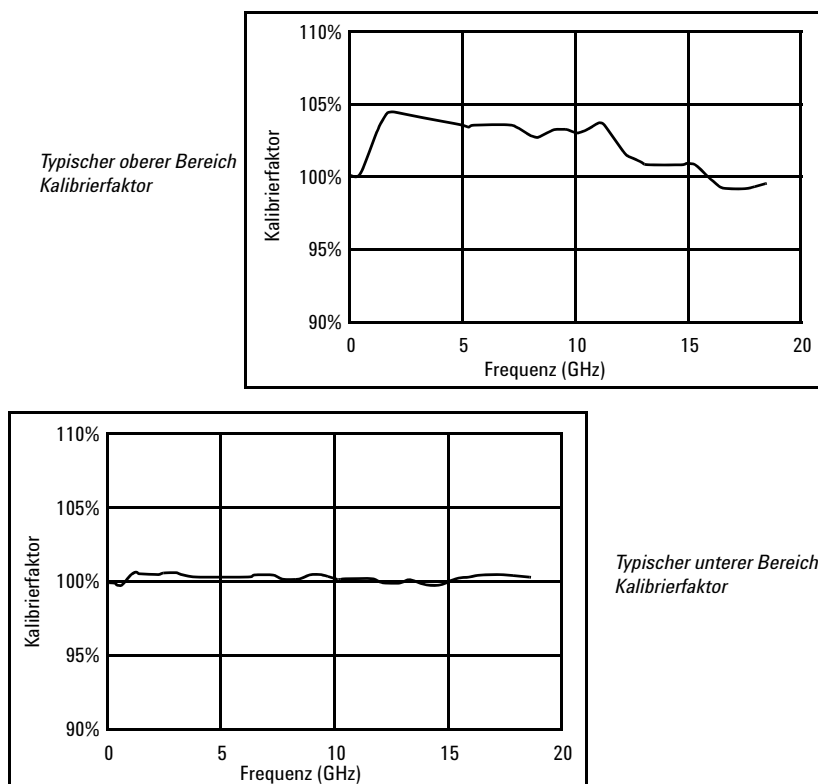 Typischer oberer Bereich
Kalibrierfaktor
Kalibrierfaktor
110%
105%
100%
95%
90%
0 5 10 15 20
Frequenz (GHz)
Kalibrierfaktor
110%
105%
100%
95%
90%
0 5 10 15 20
Frequenz (GHz)
Typischer unterer Bereich
Kalibrierfaktor